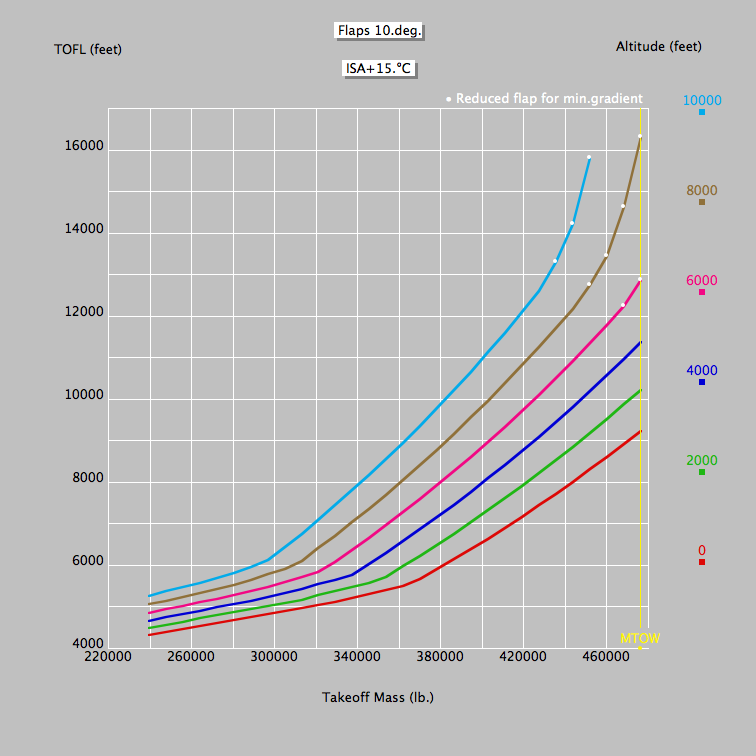 Flaps 10.deg.
TOFL (feet)
Altitude (feet)
ISA+15.°C
Reduced flap for min.gradient
10000
16000
8000
14000
6000
12000
4000
10000
2000
8000
0
6000
4000
MTOW
220000 260000 300000 340000 380000 420000 460000
Takeoff Mass (lb.)